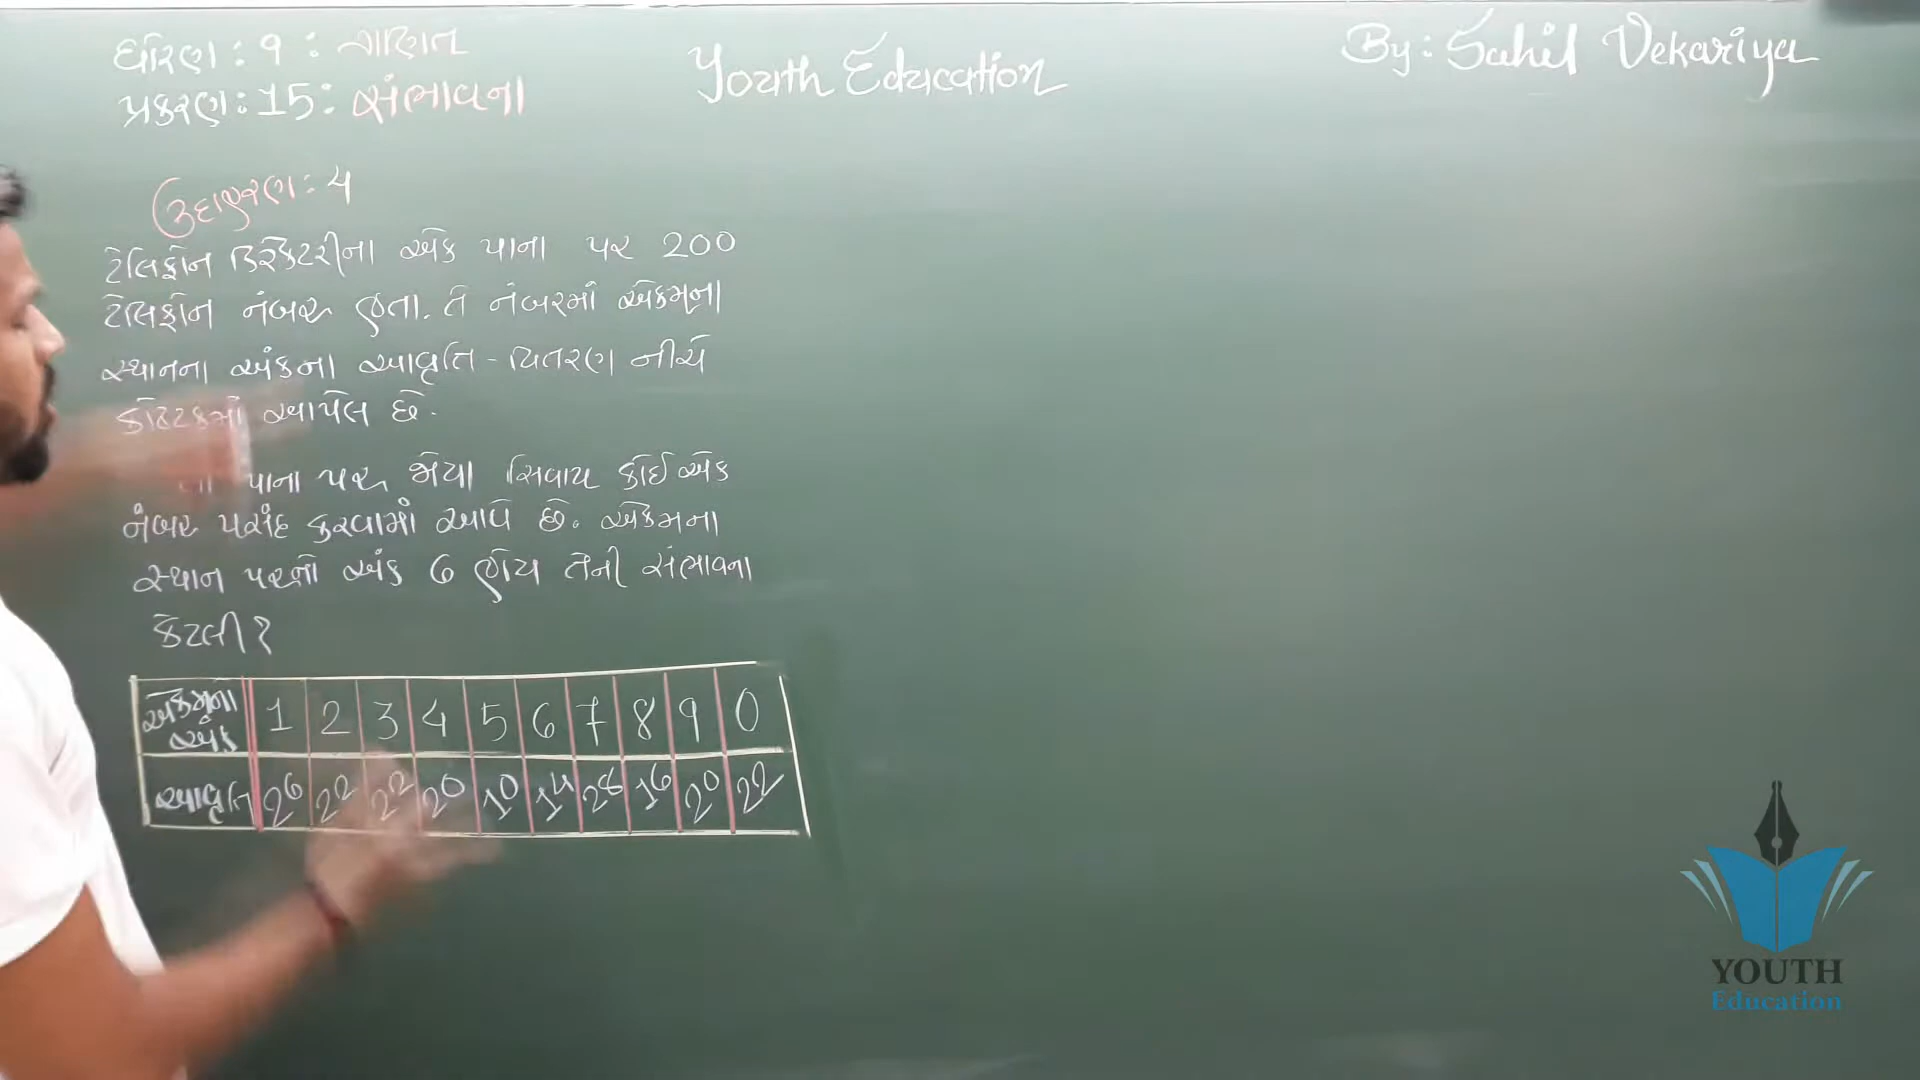 ધોરણ : 9 : ગણિત
પ્રકરણ : 15 : સંભાવના
Youth Education
By : Sahil Vekariya
ઉદાહરણ : 4
ટેલિફોન ડિરેક્ટરીના એક પાના પર 200
ટેલિફોન નંબર હતા. તે નંબરમાં એકમના
સ્થાનના અંકના આવૃતિ - વિતરણ નીચે
કોષ્ટકમાં આપેલ છે.
પાના પર જોયા સિવાય કોઈ એક
નંબર પસંદ કરવામાં આવે છે. એકમના
સ્થાન પરનો અંક 6 હોય તેની સંભાવના
કેટલી?
એકમના અંક 1 2 3 4 5 6 7 8 9 0
આવૃતિ 26 22 22 20 10 14 28 16 20 22
YOUTH
Education